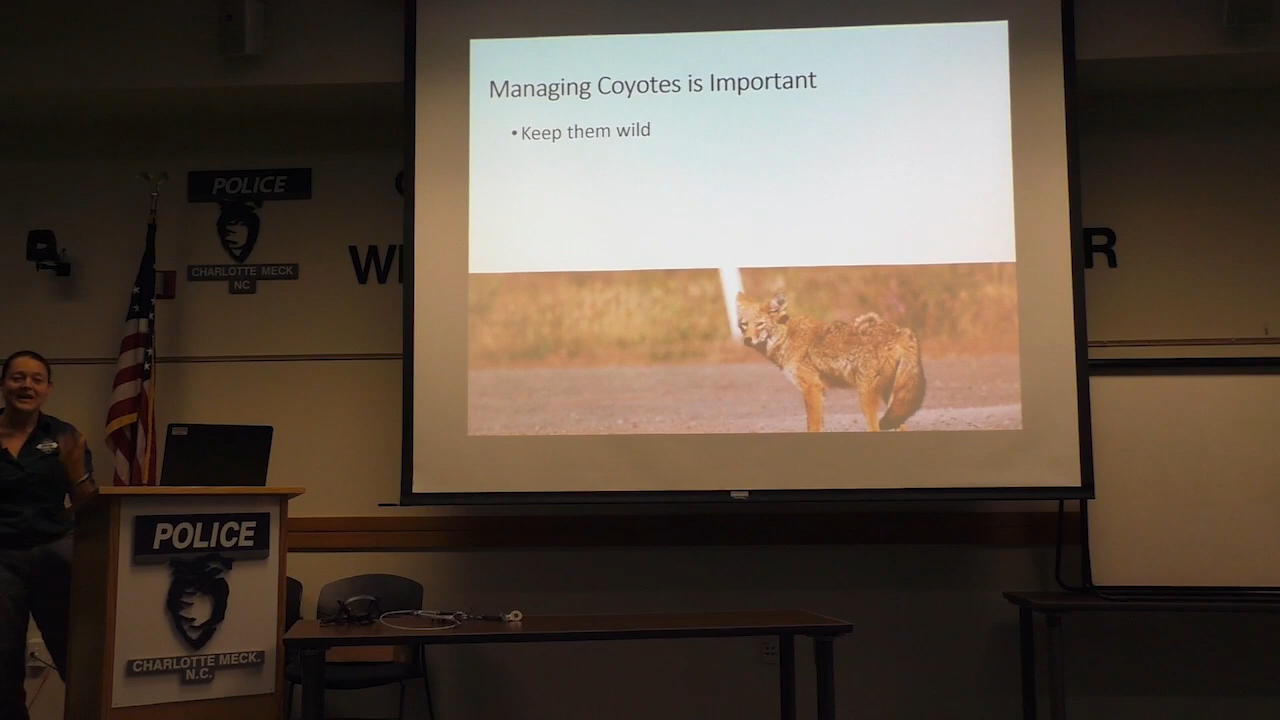 Managing Coyotes is Important
• Keep them wild
POLICE
CHARLOTTE MECK
NC
POLICE
CHARLOTTE MECK.
N.C.